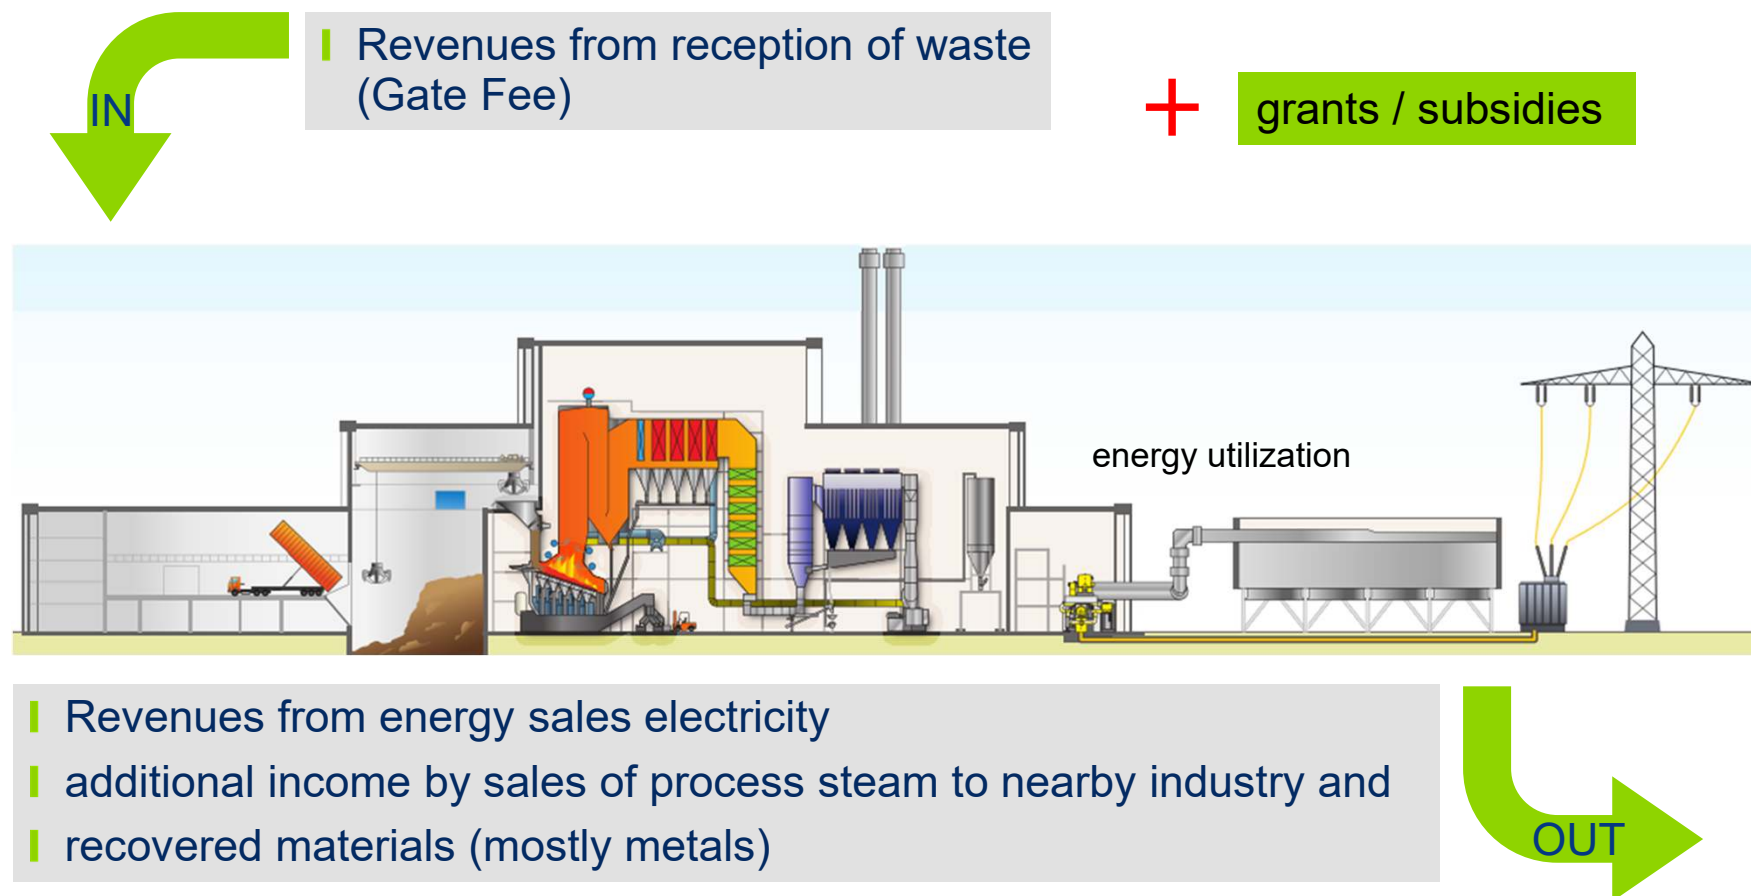 IN
Revenues from reception of waste
(Gate Fee)
+
grants / subsidies
energy utilization
Revenues from energy sales electricity
additional income by sales of process steam to nearby industry and
recovered materials (mostly metals)
OUT